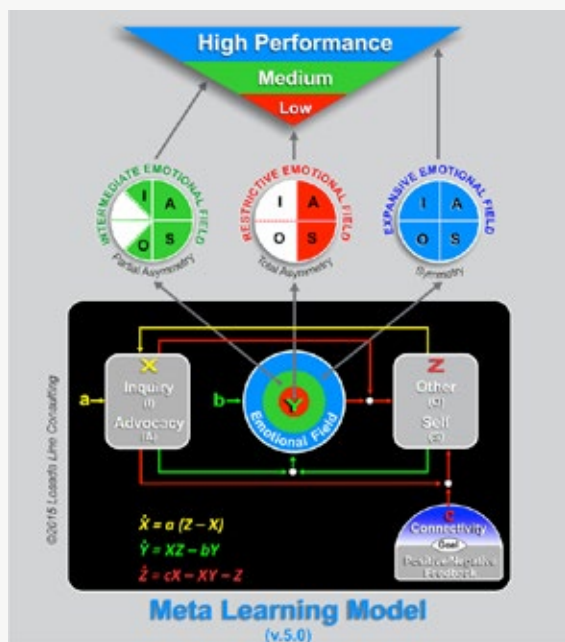 High Performance
Medium
Low
INTERMEDIATE EMOTIONAL FIELD
I A
O S
Partial Asymmetry
RESTRICTIVE EMOTIONAL FIELD
I A
O S
Total Asymmetry
EXPANSIVE EMOTIONAL FIELD
I A
O S
Symmetry
X
Inquiry
(I)
Advocacy
(A)
a
b
Y
Emotional Field
Z
Other
(O)
Self
(S)
c
Connectivity
Goal
Positive/Negative
Feedback
Ẋ = a (Z – X)
Ẏ = XZ – bY
Ż = cX – XY – Z
©2015 Losada Line Consulting
Meta Learning Model
(v.5.0)